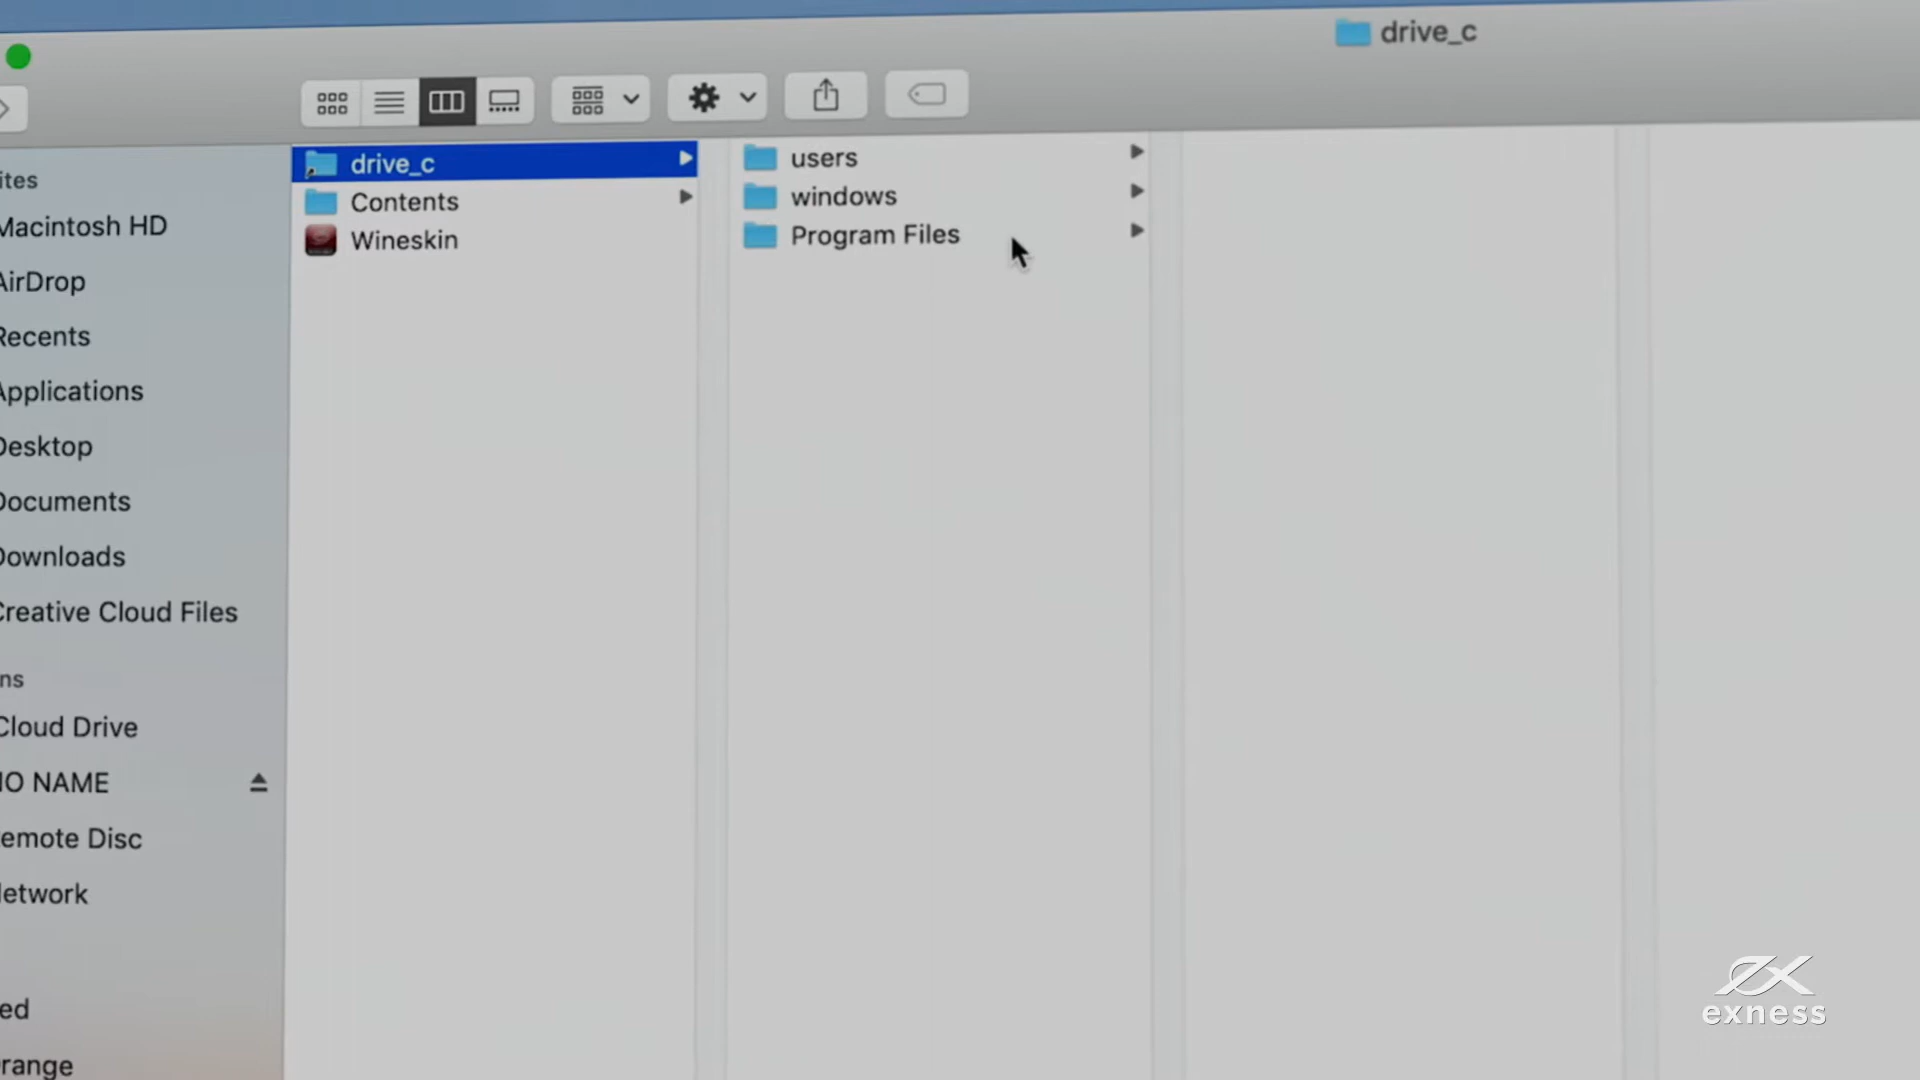 drive_c
drive_c
Contents
Wineskin
users
windows
Program Files
ites
Macintosh HD
AirDrop
Recents
Applications
Desktop
Documents
Downloads
Creative Cloud Files
ns
Cloud Drive
IO NAME
emote Disc
letwork
ed
range
exness